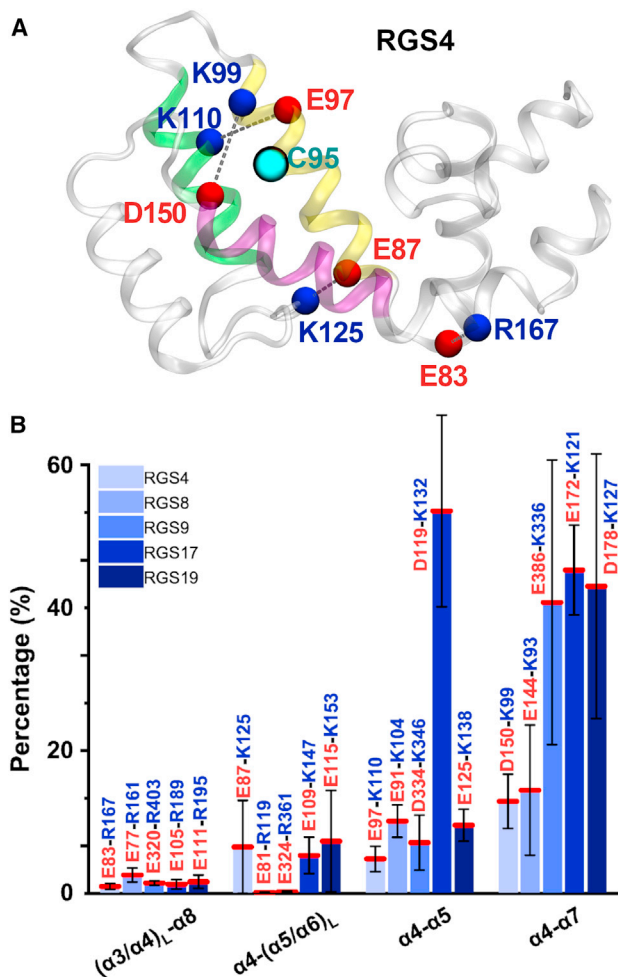 A
RGS4
K99
E97
K110
C95
D150
E87
K125
R167
E83
B
60
40
20
0
Percentage (%)
RGS4
RGS8
RGS9
RGS17
RGS19
E83-R167
E77-R161
E320-R403
E105-R189
E111-R195
E87-K125
E81-R119
E324-R361
E109-K147
E115-K153
E97-K110
E91-K104
D334-K346
D119-K132
E125-K138
D150-K99
E144-K93
E386-K336
E172-K121
D178-K127
(α3/α4)L-α8
α4-(α5/α6)L
α4-α5
α4-α7